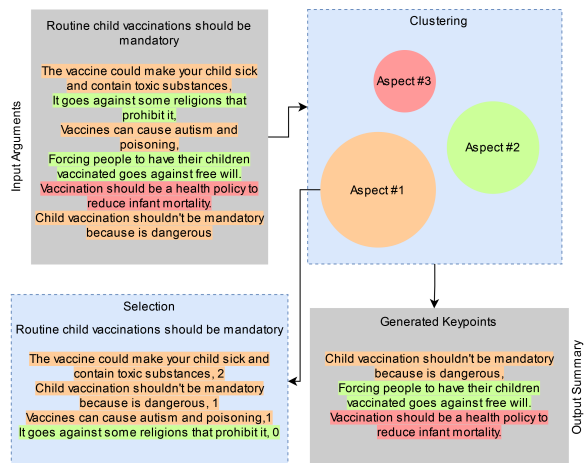 Input Arguments
Routine child vaccinations should be
mandatory
The vaccine could make your child sick
and contain toxic substances,
It goes against some religions that
prohibit it,
Vaccines can cause autism and
poisoning,
Forcing people to have their children
vaccinated goes against free will.
Vaccination should be a health policy to
reduce infant mortality.
Child vaccination shouldn't be mandatory
because is dangerous
Clustering
Aspect #3
Aspect #2
Aspect #1
Selection
Routine child vaccinations should be mandatory
The vaccine could make your child sick and
contain toxic substances, 2
Child vaccination shouldn't be mandatory
because is dangerous, 1
Vaccines can cause autism and poisoning,1
It goes against some religions that prohibit it, 0
Generated Keypoints
Child vaccination shouldn't be mandatory
because is dangerous,
Forcing people to have their children
vaccinated goes against free will.
Vaccination should be a health policy to
reduce infant mortality.
Output Summary